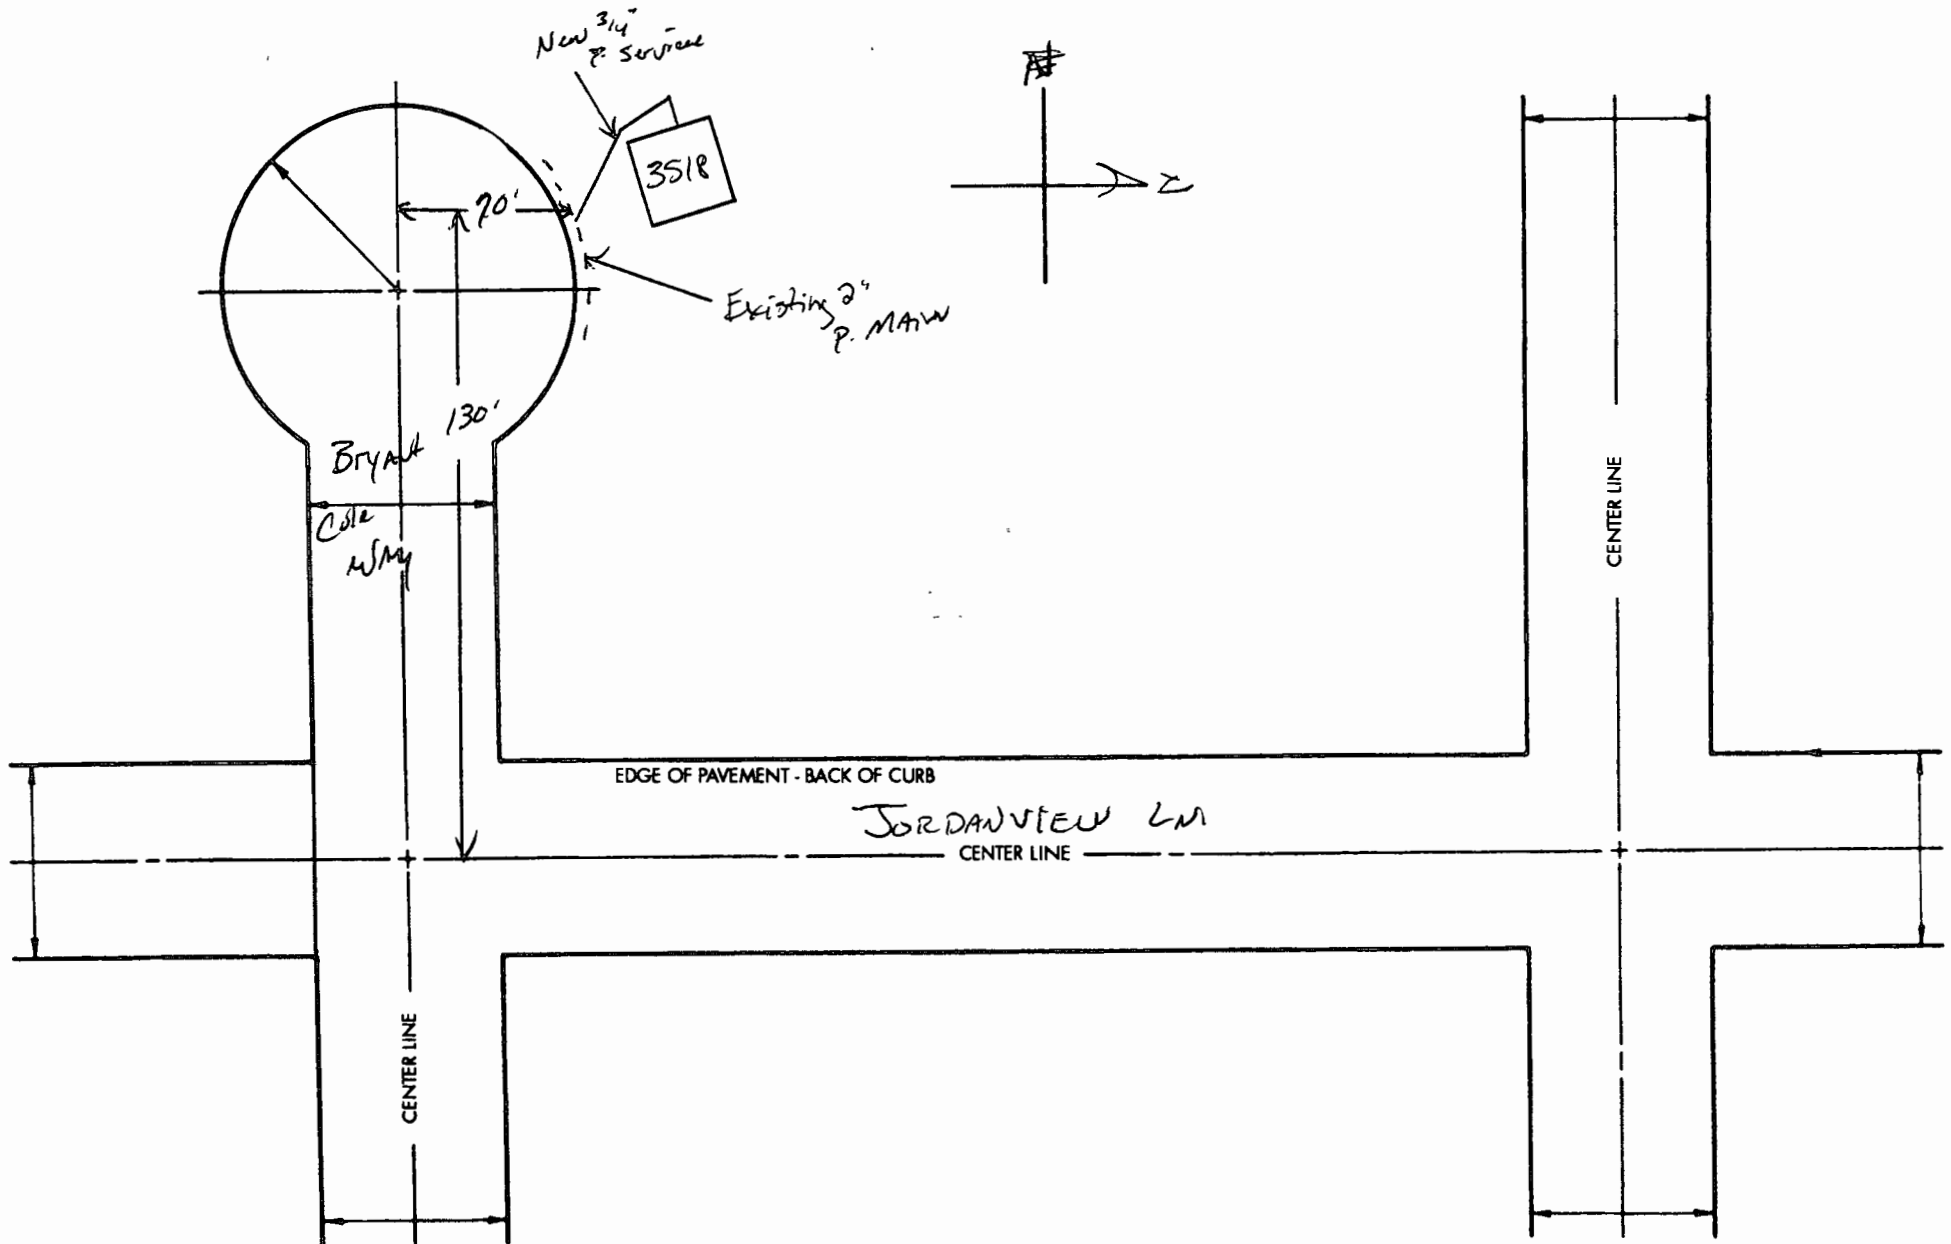 New 3/4"
P. Service
3518
N
Existing 2"
P. MAIN
130'
Bryant
Cole
WAy
EDGE OF PAVEMENT - BACK OF CURB
JORDANVIEW LN
CENTER LINE
CENTER LINE
CENTER LINE